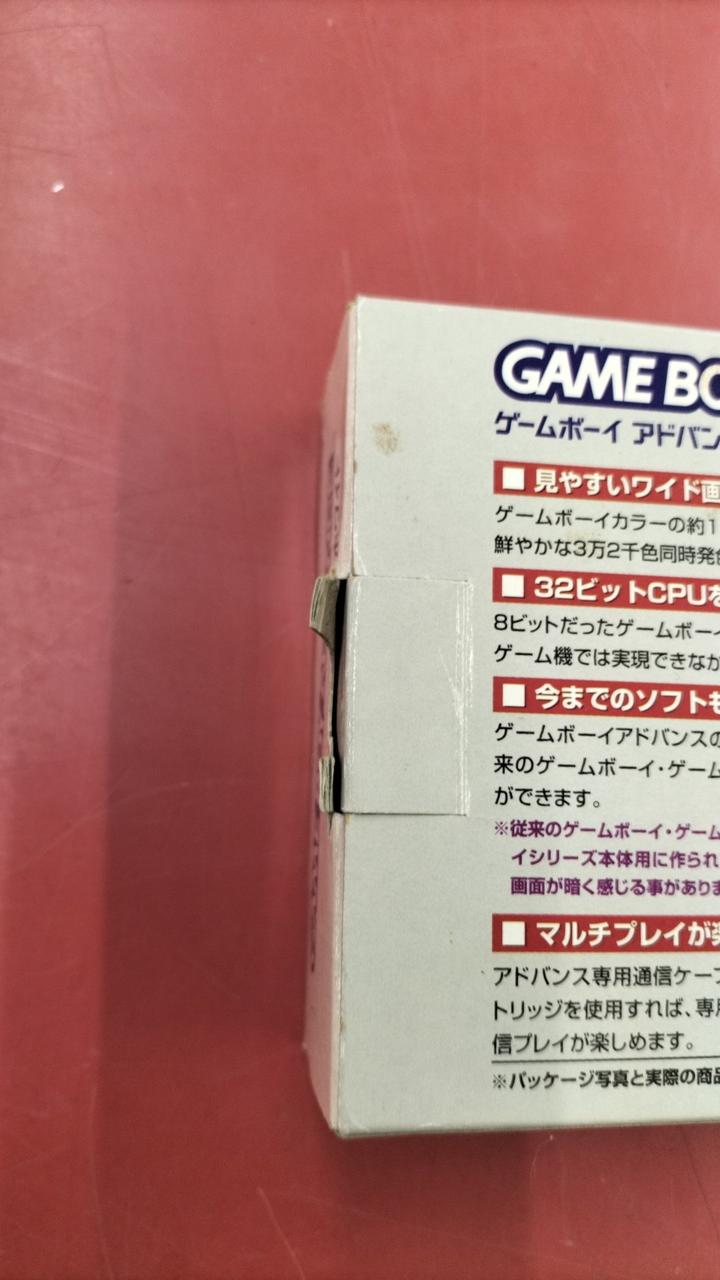 GAME BO
ゲームボーイ アドバン
■ 見やすいワイド画
ゲームボーイカラーの約1
鮮やかな3万2千色同時発色
■ 32ビットCPUを
8ビットだったゲームボーイ
ゲーム機では実現できなか
■ 今までのソフトも
ゲームボーイアドバンスの
来のゲームボーイ・ゲーム
ができます。
※従来のゲームボーイ・ゲーム
イシリーズ本体用に作られ
画面が暗く感じる事がありま
■ マルチプレイが楽
アドバンス専用通信ケーブ
トリッジを使用すれば、専用
信プレイが楽しめます。
※パッケージ写真と実際の商品